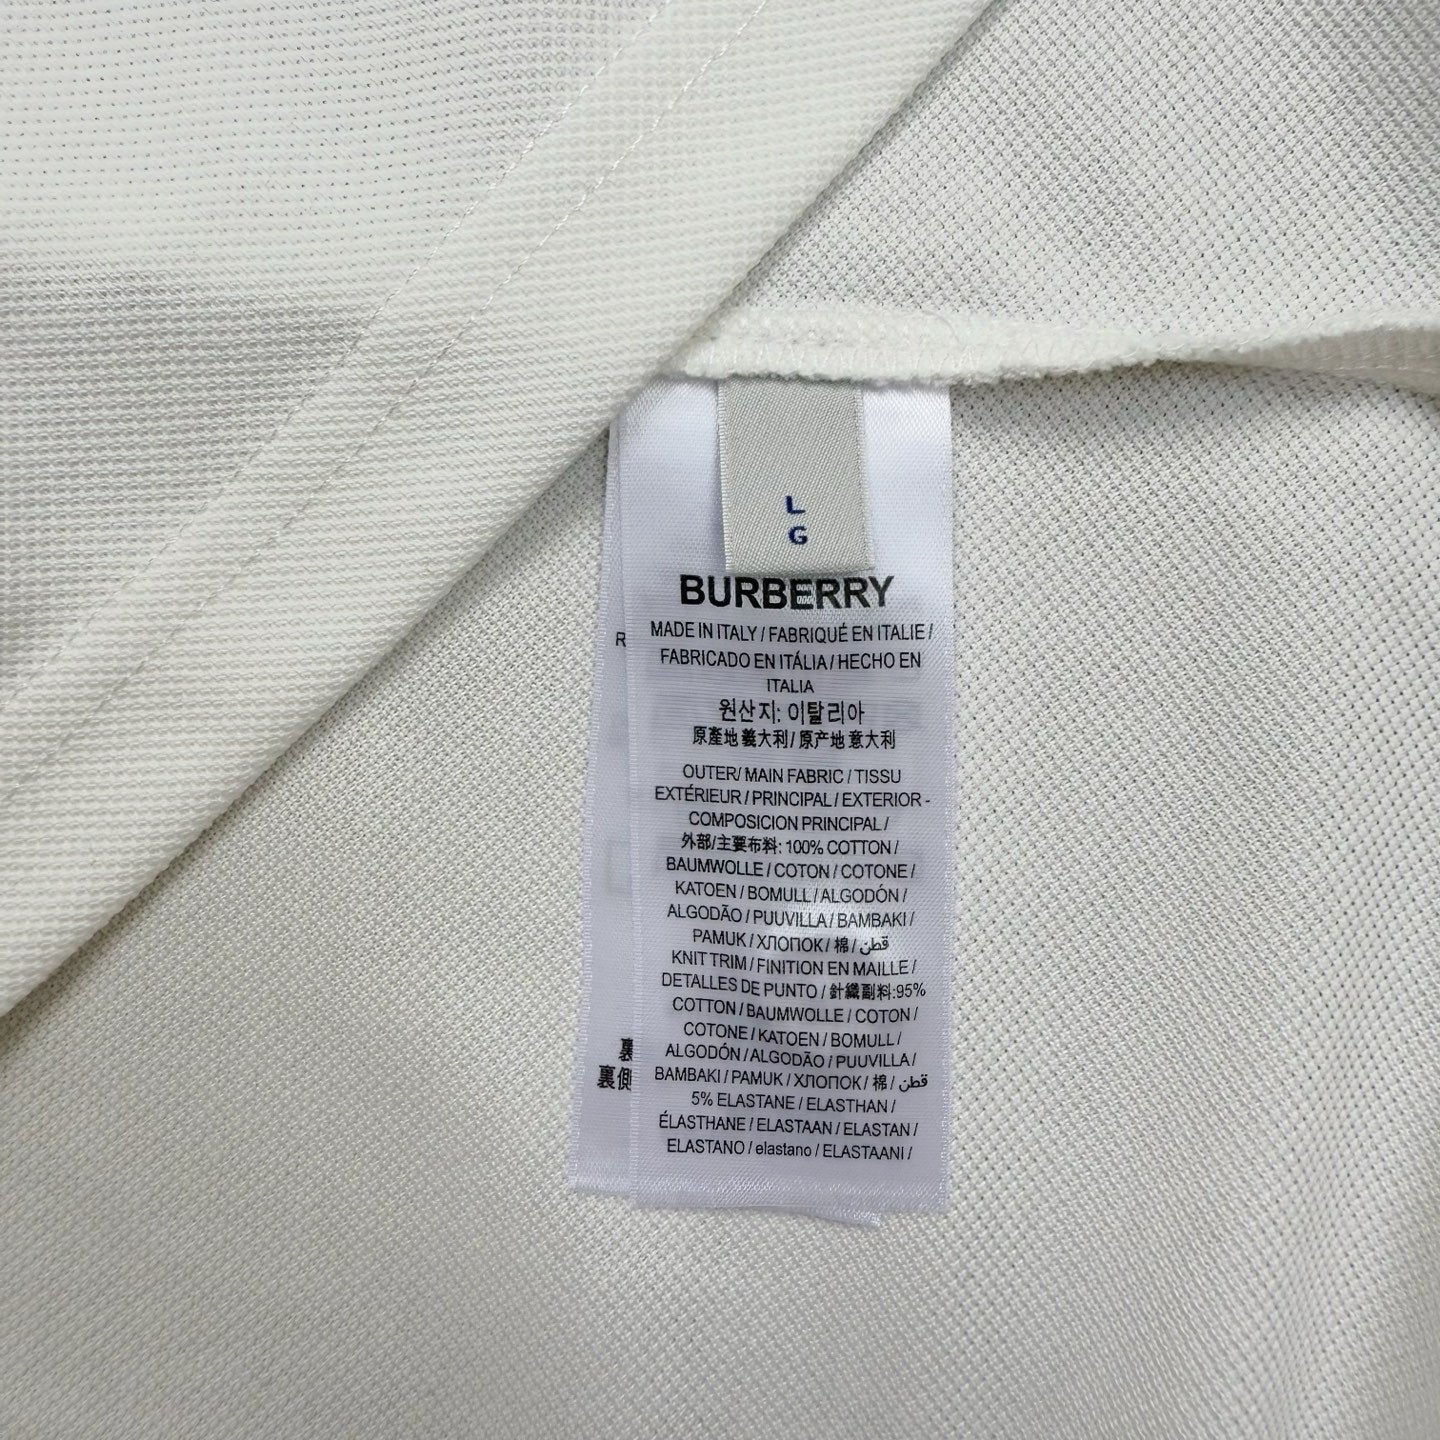 L
G
BURBERRY
MADE IN ITALY / FABRIQUÉ EN ITALIE /
FABRICADO EN ITÁLIA / HECHO EN
ITALIA
원산지: 이탈리아
原產地 義大利 / 原产地 意大利
OUTER/ MAIN FABRIC / TISSU
EXTÉRIEUR / PRINCIPAL / EXTERIOR -
COMPOSICION PRINCIPAL /
外部/主要布料: 100% COTTON /
BAUMWOLLE / COTON / COTONE /
KATOEN / BOMULL / ALGODÓN /
ALGODÃO / PUUVILLA / BAMBAKI /
PAMUK / ХЛОПОК / 棉 / قطن
KNIT TRIM / FINITION EN MAILLE /
DETALLES DE PUNTO / 針織副料:95%
COTTON / BAUMWOLLE / COTON /
COTONE / KATOEN / BOMULL /
ALGODÓN / ALGODÃO / PUUVILLA /
BAMBAKI / PAMUK / ХЛОПОК / 棉 / قطن
5% ELASTANE / ELASTHAN /
ÉLASTHANE / ELASTAAN / ELASTAN /
ELASTANO / elastano / ELASTAANI /
R
裏
裏側